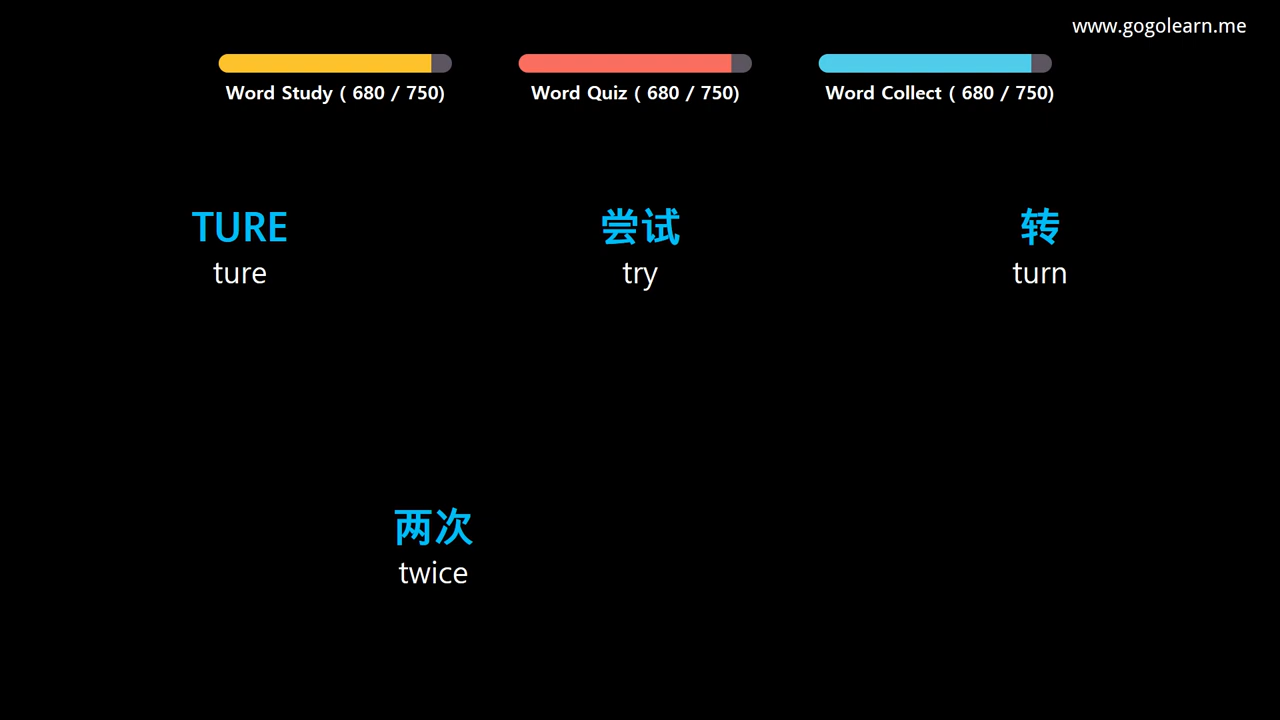 www.gogolearn.me
Word Study ( 680 / 750)
Word Quiz ( 680 / 750)
Word Collect ( 680 / 750)
TURE
ture
尝试
try
转
turn
两次
twice